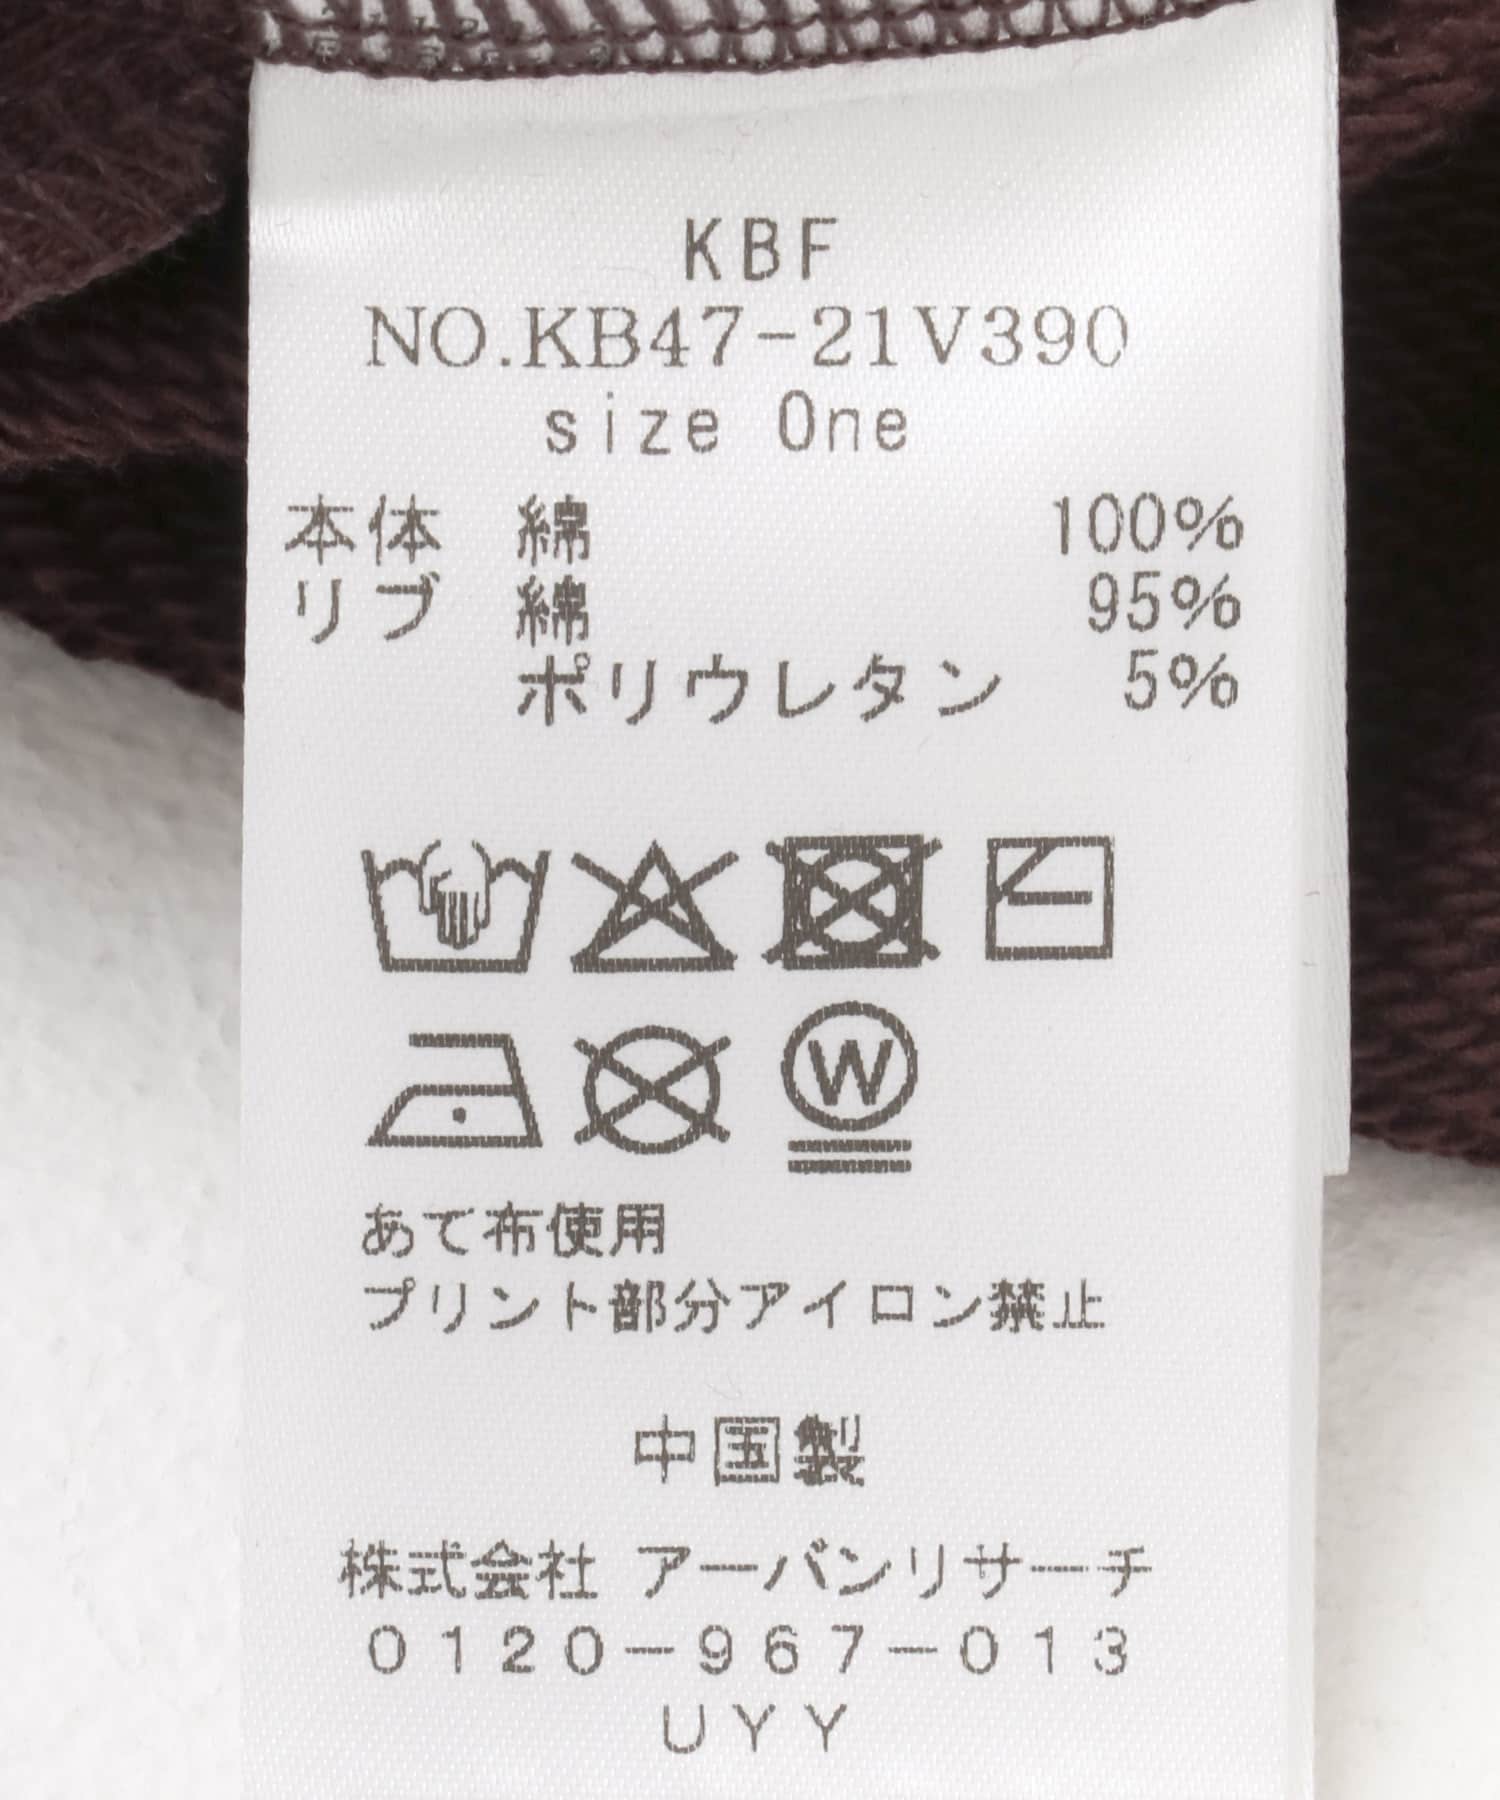 KBF
NO.KB47-21V390
size One
本体 綿 100%
リブ 綿 95%
ポリウレタン 5%
W
あて布使用
プリント部分アイロン禁止
中国製
株式会社 アーバンリサーチ
0120-967-013
UYY